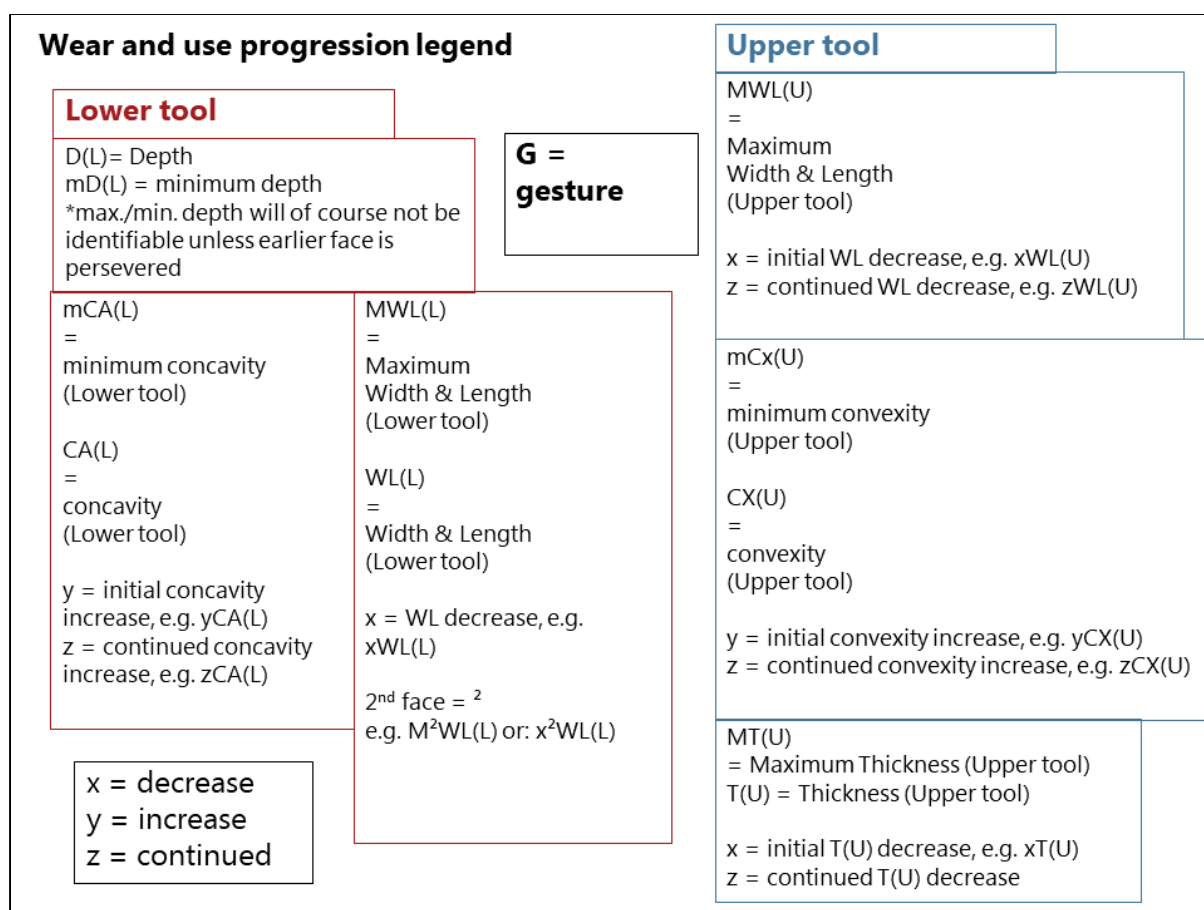 Wear and use progression legend
Lower tool
D(L)= Depth
mD(L) = minimum depth
*max./min. depth will of course not be
identifiable unless earlier face is
persevered
mCA(L)
=
minimum concavity
(Lower tool)
CA(L)
=
concavity
(Lower tool)
y = initial concavity
increase, e.g. yCA(L)
z = continued concavity
increase, e.g. zCA(L)
MWL(L)
=
Maximum
Width & Length
(Lower tool)
WL(L)
=
Width & Length
(Lower tool)
x = WL decrease, e.g.
xWL(L)
2nd face = ²
e.g. M²WL(L) or: x²WL(L)
x = decrease
y = increase
z = continued
G =
gesture
Upper tool
MWL(U)
=
Maximum
Width & Length
(Upper tool)
x = initial WL decrease, e.g. xWL(U)
z = continued WL decrease, e.g. zWL(U)
mCx(U)
=
minimum convexity
(Upper tool)
CX(U)
=
convexity
(Upper tool)
y = initial convexity increase, e.g. yCX(U)
z = continued convexity increase, e.g. zCX(U)
MT(U)
= Maximum Thickness (Upper tool)
T(U) = Thickness (Upper tool)
x = initial T(U) decrease, e.g. xT(U)
z = continued T(U) decrease